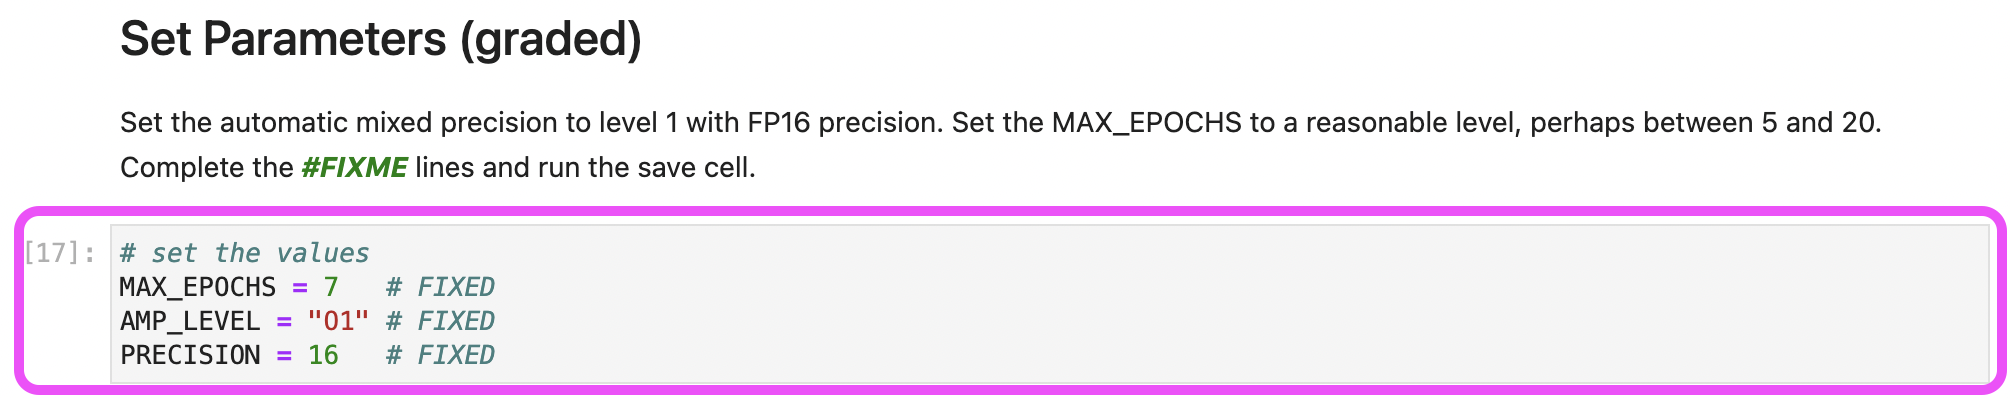 Set Parameters (graded)
Set the automatic mixed precision to level 1 with FP16 precision. Set the MAX_EPOCHS to a reasonable level, perhaps between 5 and 20.
Complete the #FIXME lines and run the save cell.
[17]: # set the values
MAX_EPOCHS = 7 # FIXED
AMP_LEVEL = "O1" # FIXED
PRECISION = 16 # FIXED